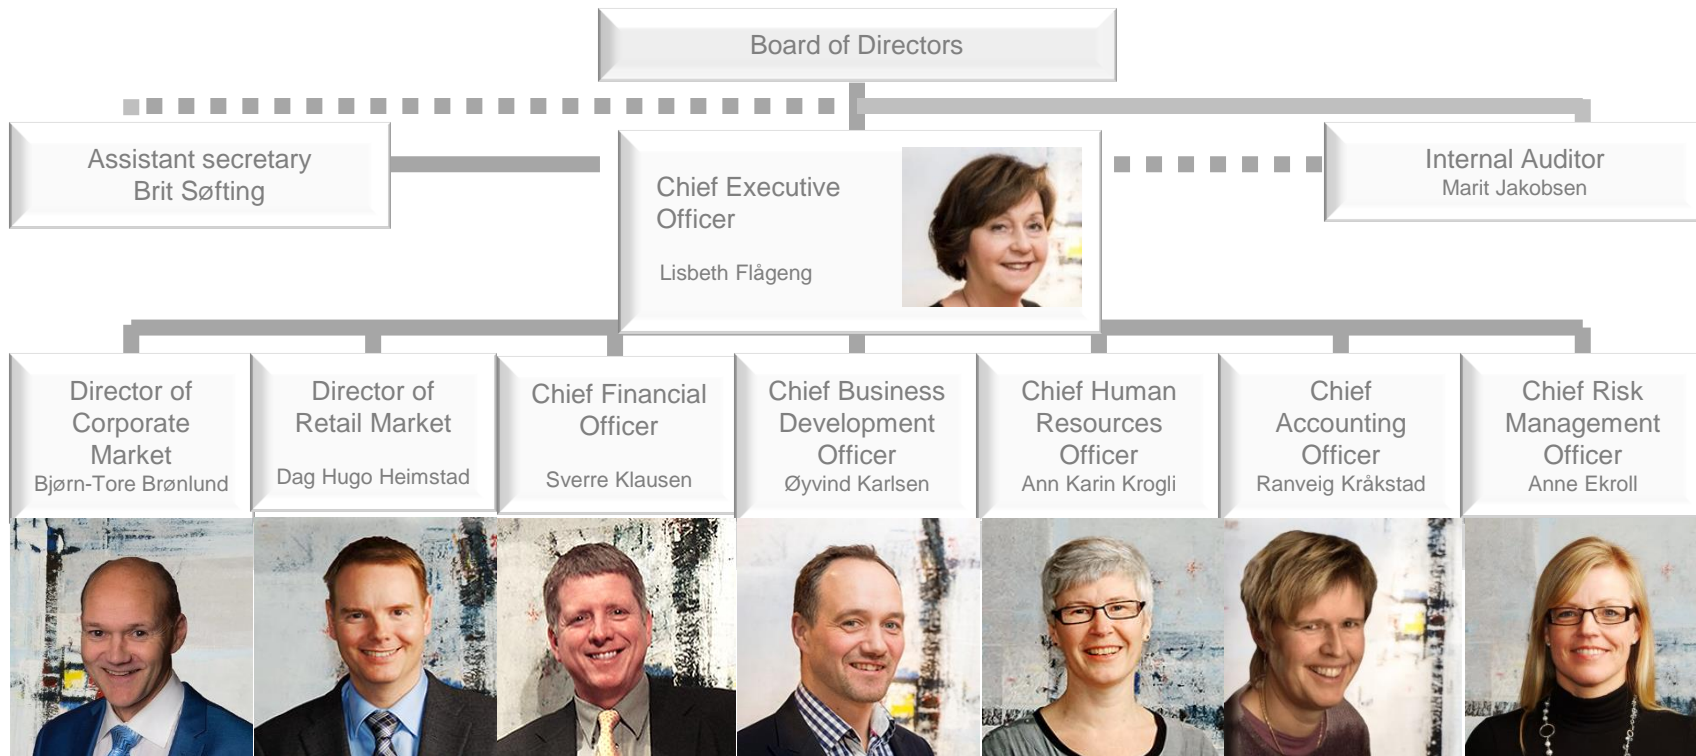 Board of Directors
Assistant secretary
Brit Søfting
Chief Executive
Officer
Lisbeth Flågeng
Internal Auditor
Marit Jakobsen
Director of
Corporate
Market
Bjørn-Tore Brønlund
Director of
Retail Market
Dag Hugo Heimstad
Chief Financial
Officer
Sverre Klausen
Chief Business
Development
Officer
Øyvind Karlsen
Chief Human
Resources
Officer
Ann Karin Krogli
Chief
Accounting
Officer
Ranveig Kråkstad
Chief Risk
Management
Officer
Anne Ekroll